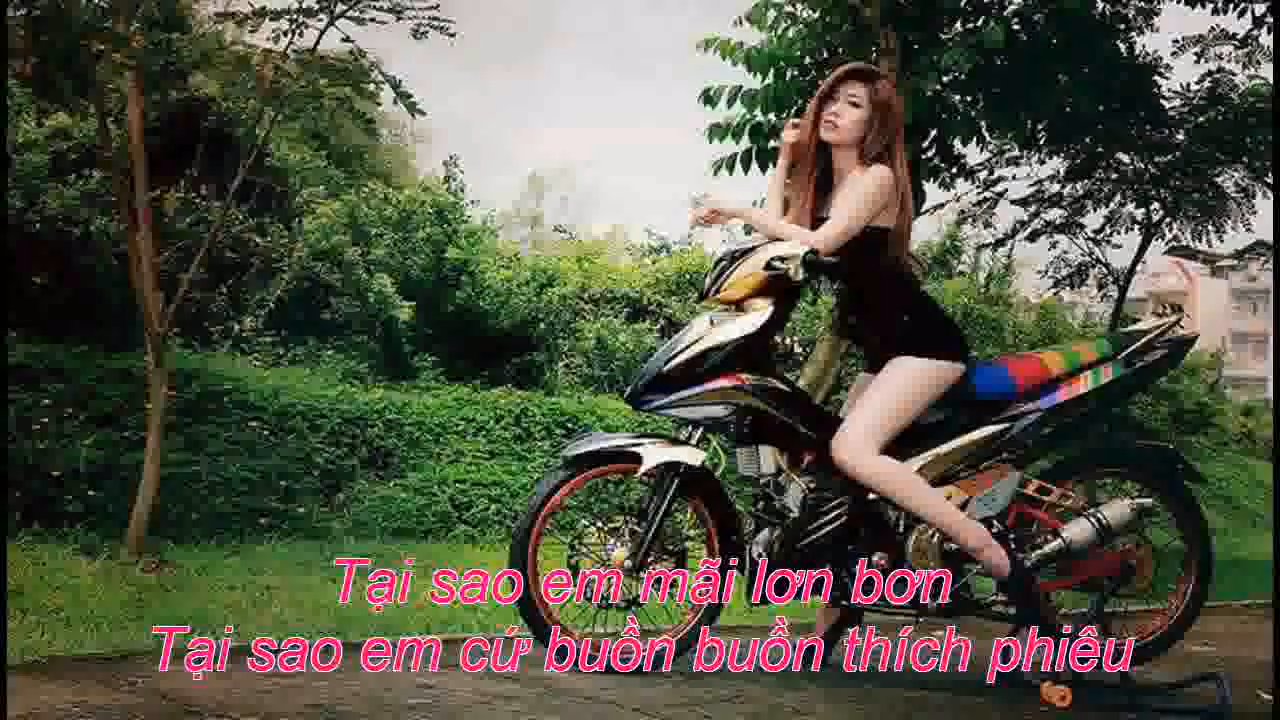 Tại sao em mãi lơn bơn
Tại sao em cứ buồn buồn thích phiêu